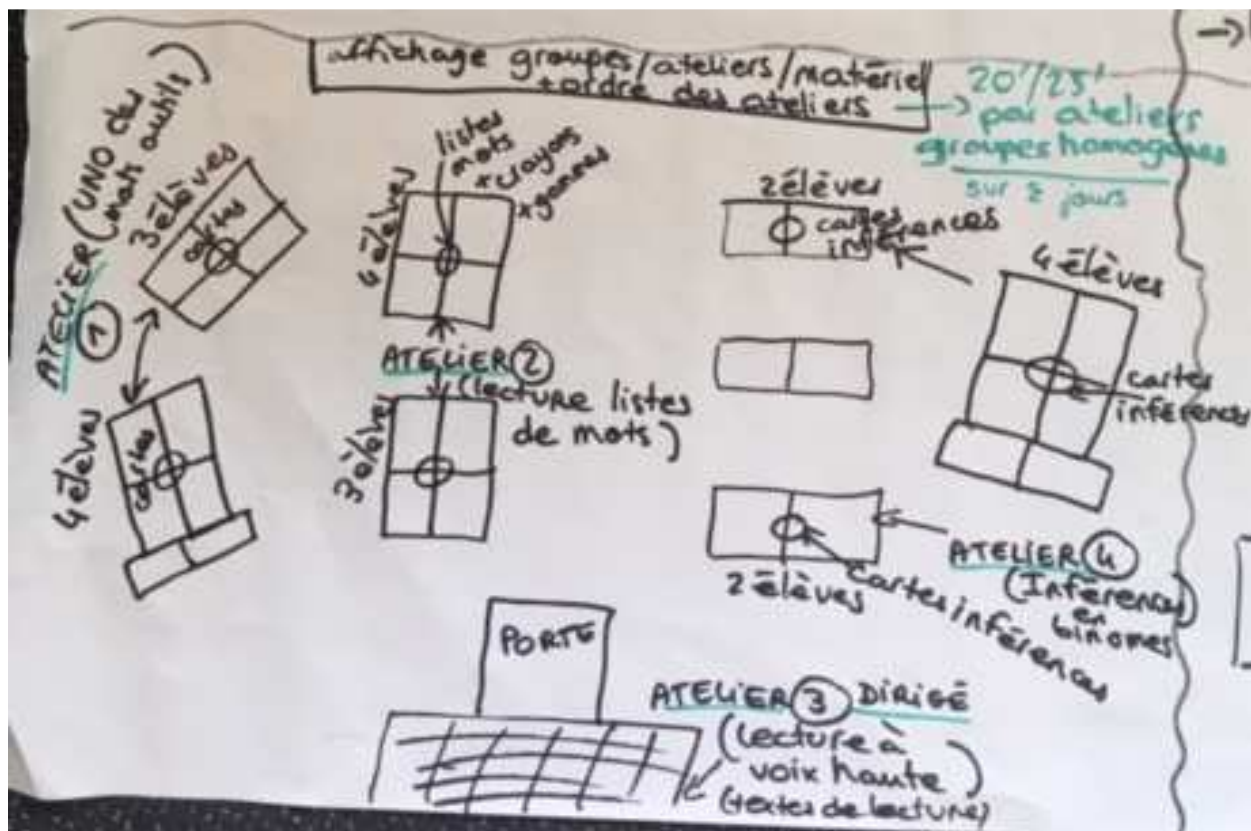 affichage groupes/ateliers/matériel
+ordre des ateliers
20'/25'
par ateliers
groupes homogènes
sur 2 jours
ATELIER 1
(UNO des
mots outils)
3 élèves
cartes
4 élèves
cartes
listes
mots
+ crayons
+ gommes
4 élèves
ATELIER 2
(lecture listes
de mots)
3 élèves
2 élèves
cartes
inférences
4 élèves
cartes
inférences
2 élèves
cartes inférences
ATELIER 4
(Inférences)
en
binomes
PORTE
ATELIER 3 DIRIGÉ
(lecture à
voix haute)
(textes de lecture)